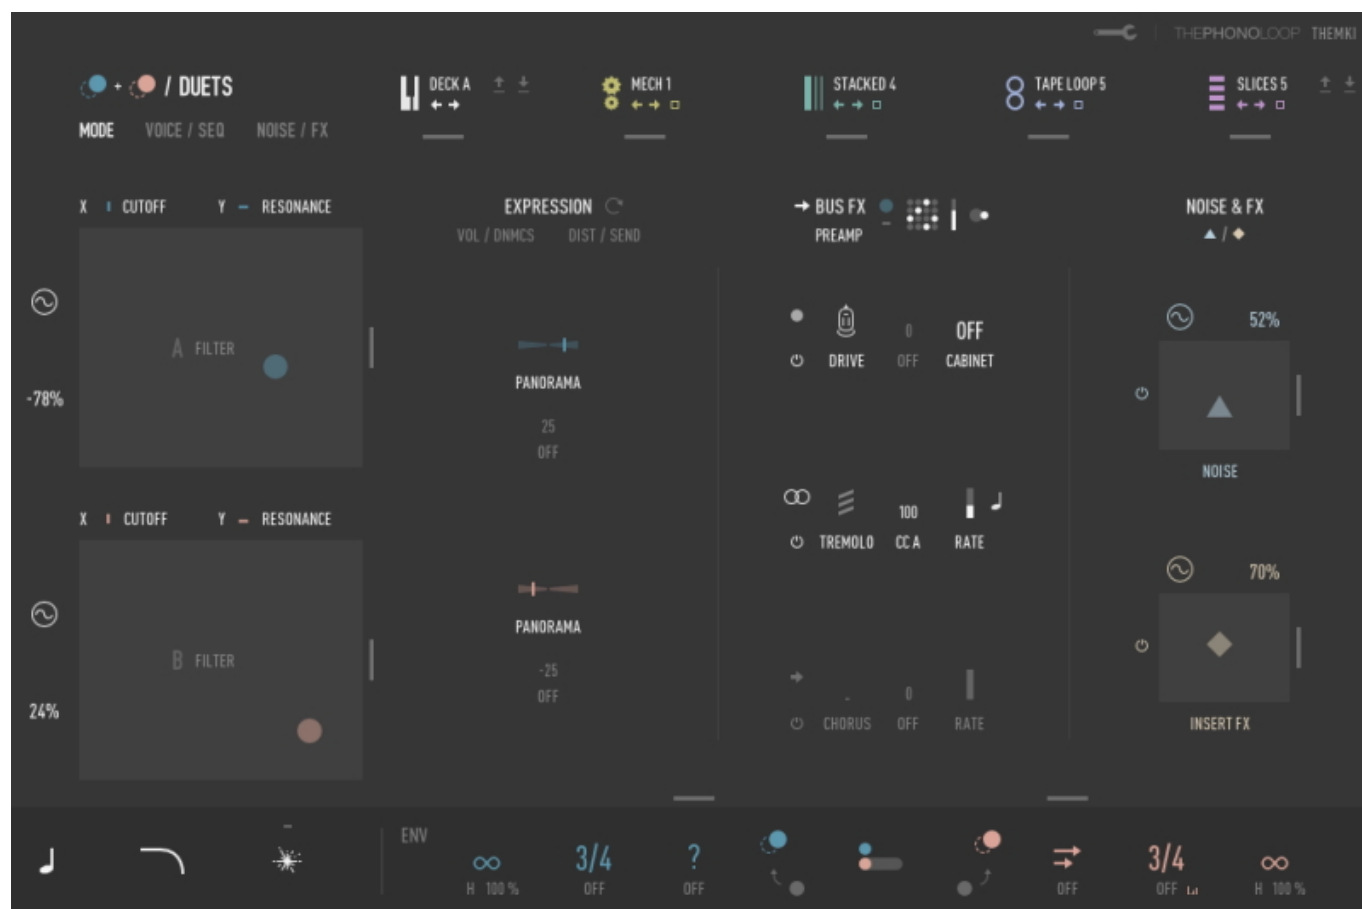 THEPHONOLOOP THEMKI
+ / DUETS
DECK A
MECH 1
STACKED 4
TAPE LOOP 5
SLICES 5
MODE VOICE / SEQ NOISE / FX
X CUTOFF Y RESONANCE
EXPRESSION
BUS FX
NOISE & FX
VOL / DNMCS DIST / SEND
PREAMP
/
A FILTER
-78%
PANORAMA
25
OFF
0 OFF
DRIVE OFF CABINET
52%
NOISE
X CUTOFF Y RESONANCE
100
TREMOLO CC A RATE
B FILTER
24%
PANORAMA
-25
OFF
- 0
CHORUS OFF RATE
70%
INSERT FX
ENV
∞ 3/4 ? 3/4 ∞
H 100 % OFF OFF OFF OFF H 100 %